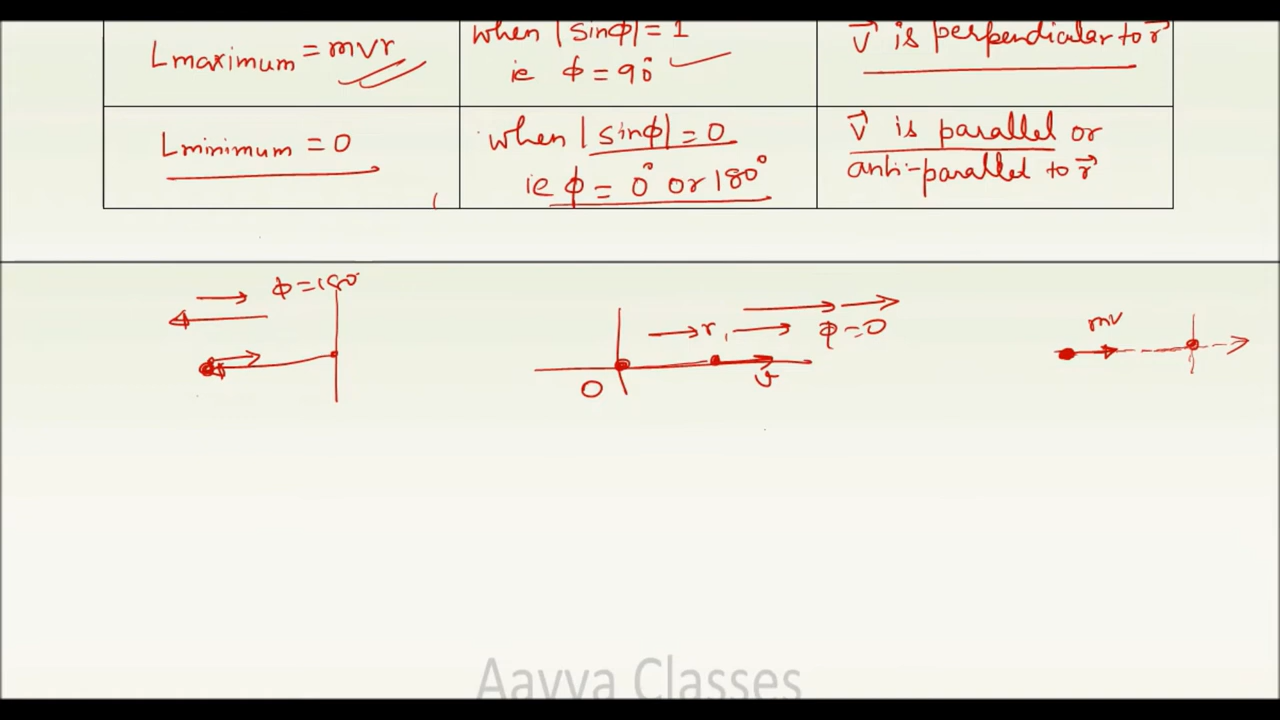 Lmaximum = mvr
when |sinφ| = 1
ie φ = 90°
v⃗ is perpendicular to r⃗
Lminimum = 0
when |sinφ| = 0
ie φ = 0° or 180°
v⃗ is parallel or
anti-parallel to r⃗
φ = 180°
r,
φ = 0
O
v
mv
Aavya Classes